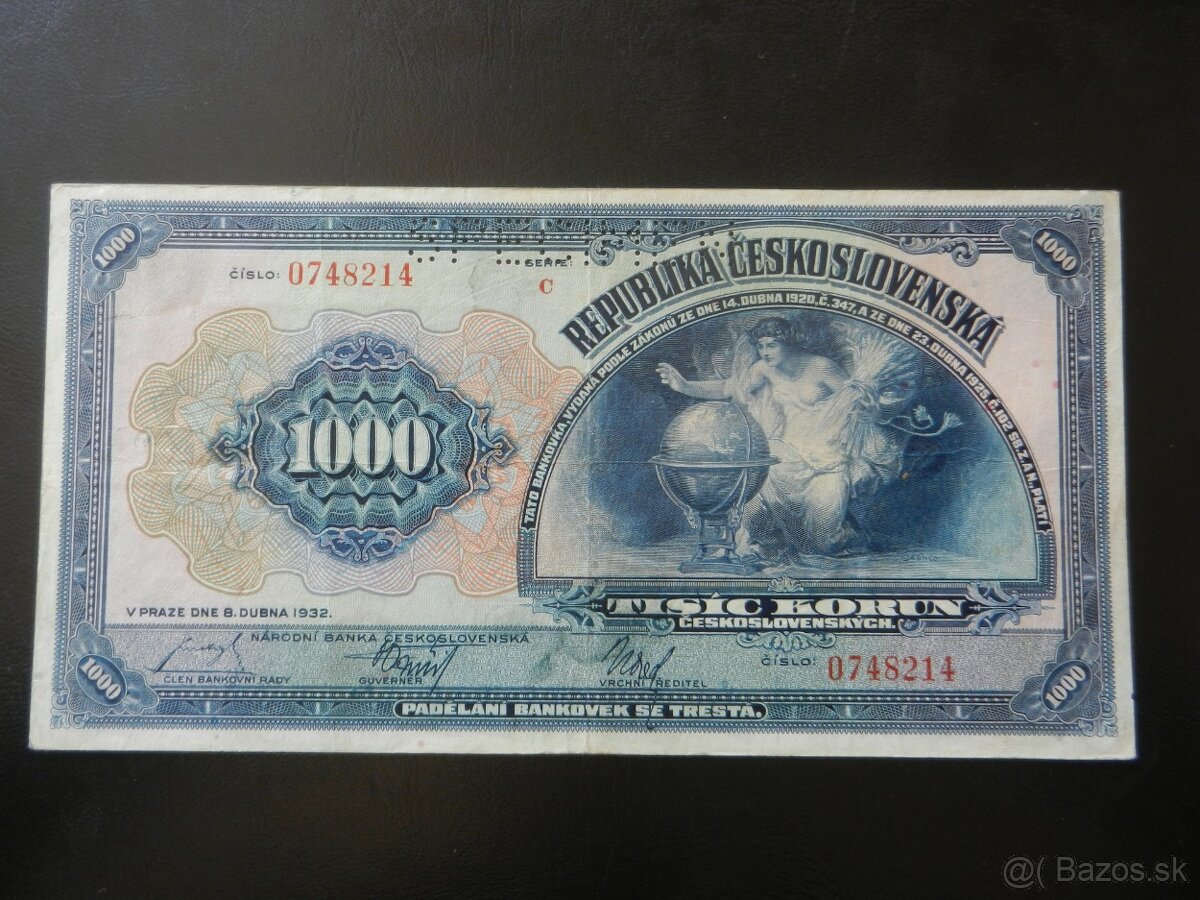 1000
1000
ČÍSLO: 0748214
SERIE:
C
REPUBLIKA ČESKOSLOVENSKÁ
TATO BANKOVKA, VYDANÁ PODLE ZÁKONŮ ZE DNE 14. DUBNA 1920, Č. 347, A ZE DNE 23. DUBNA 1925, Č. 102 SB. Z. A N. PLATÍ
1000
TISÍC KORUN
ČESKOSLOVENSKÝCH.
V PRAZE DNE 8. DUBNA 1932.
NÁRODNÍ BANKA ČESKOSLOVENSKÁ
ČÍSLO: 0748214
ČLEN BANKOVNÍ RADY
GUVERNER
VRCHNÍ ŘEDITEL
1000
1000
PADĚLÁNÍ BANKOVEK SE TRESTÁ.
@( Bazos.sk